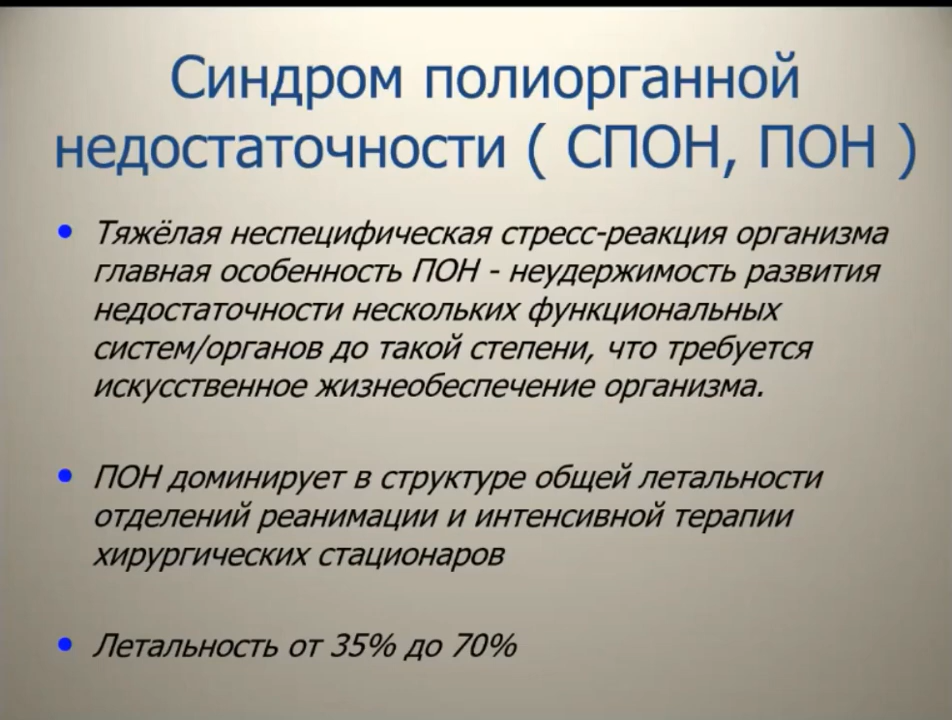 Синдром полиорганной
недостаточности ( СПОН, ПОН )
• Тяжёлая неспецифическая стресс-реакция организма
главная особенность ПОН - неудержимость развития
недостаточности нескольких функциональных
систем/органов до такой степени, что требуется
искусственное жизнеобеспечение организма.
• ПОН доминирует в структуре общей летальности
отделений реанимации и интенсивной терапии
хирургических стационаров
• Летальность от 35% до 70%